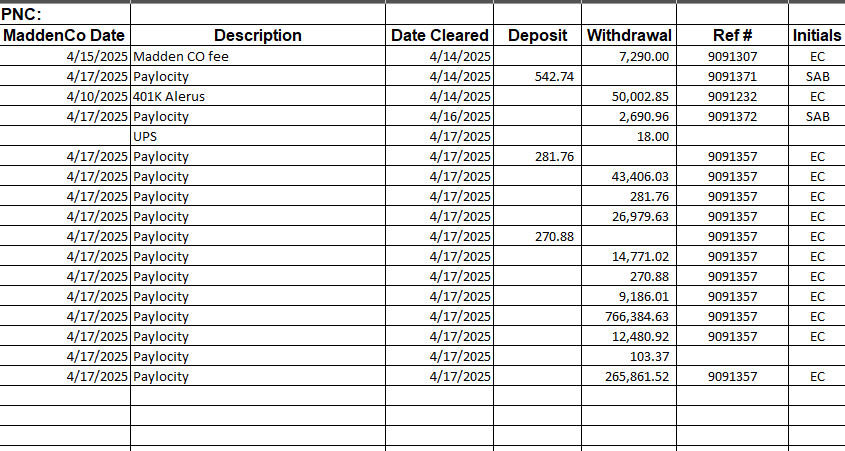 PNC:
MaddenCo Date Description Date Cleared Deposit Withdrawal Ref # Initials
4/15/2025 Madden CO fee 4/14/2025 7,290.00 9091307 EC
4/17/2025 Paylocity 4/14/2025 542.74 9091371 SAB
4/10/2025 401K Alerus 4/14/2025 50,002.85 9091232 EC
4/17/2025 Paylocity 4/16/2025 2,690.96 9091372 SAB
UPS 4/17/2025 18.00
4/17/2025 Paylocity 4/17/2025 281.76 9091357 EC
4/17/2025 Paylocity 4/17/2025 43,406.03 9091357 EC
4/17/2025 Paylocity 4/17/2025 281.76 9091357 EC
4/17/2025 Paylocity 4/17/2025 26,979.63 9091357 EC
4/17/2025 Paylocity 4/17/2025 270.88 9091357 EC
4/17/2025 Paylocity 4/17/2025 14,771.02 9091357 EC
4/17/2025 Paylocity 4/17/2025 270.88 9091357 EC
4/17/2025 Paylocity 4/17/2025 9,186.01 9091357 EC
4/17/2025 Paylocity 4/17/2025 766,384.63 9091357 EC
4/17/2025 Paylocity 4/17/2025 12,480.92 9091357 EC
4/17/2025 Paylocity 4/17/2025 103.37
4/17/2025 Paylocity 4/17/2025 265,861.52 9091357 EC